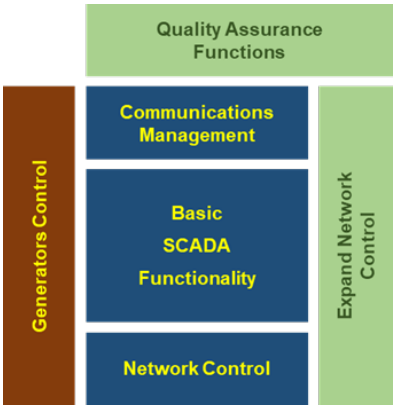 Quality Assurance
Functions
Communications
Management
Generators Control
Basic
SCADA
Functionality
Expand Network
Control
Network Control